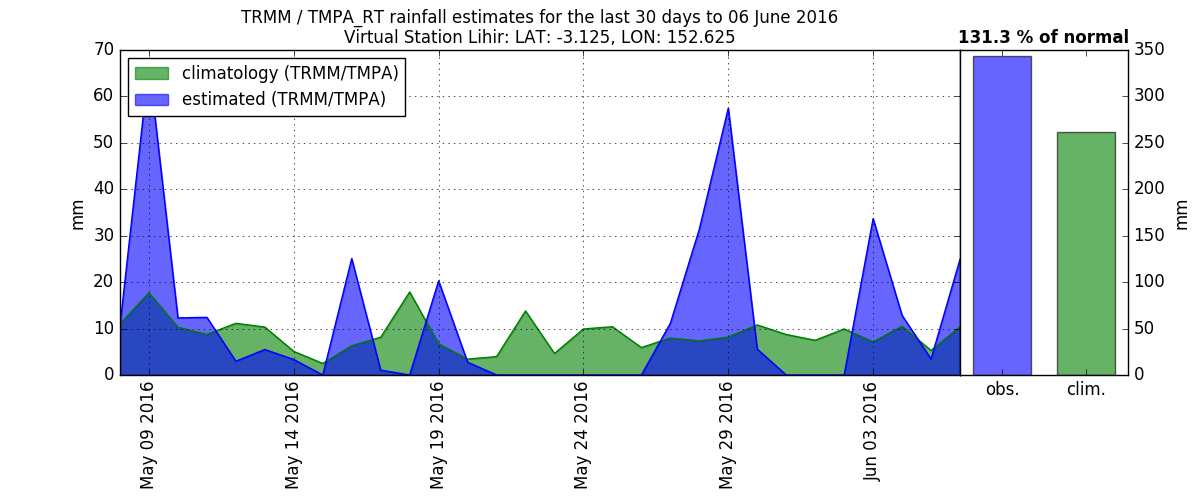 TRMM / TMPA_RT rainfall estimates for the last 30 days to 06 June 2016
Virtual Station Lihir: LAT: -3.125, LON: 152.625
131.3 % of normal
climatology (TRMM/TMPA)
estimated (TRMM/TMPA)
70
60
50
40
30
20
10
0
mm
350
300
250
200
150
100
50
0
mm
May 09 2016
May 14 2016
May 19 2016
May 24 2016
May 29 2016
Jun 03 2016
obs.
clim.